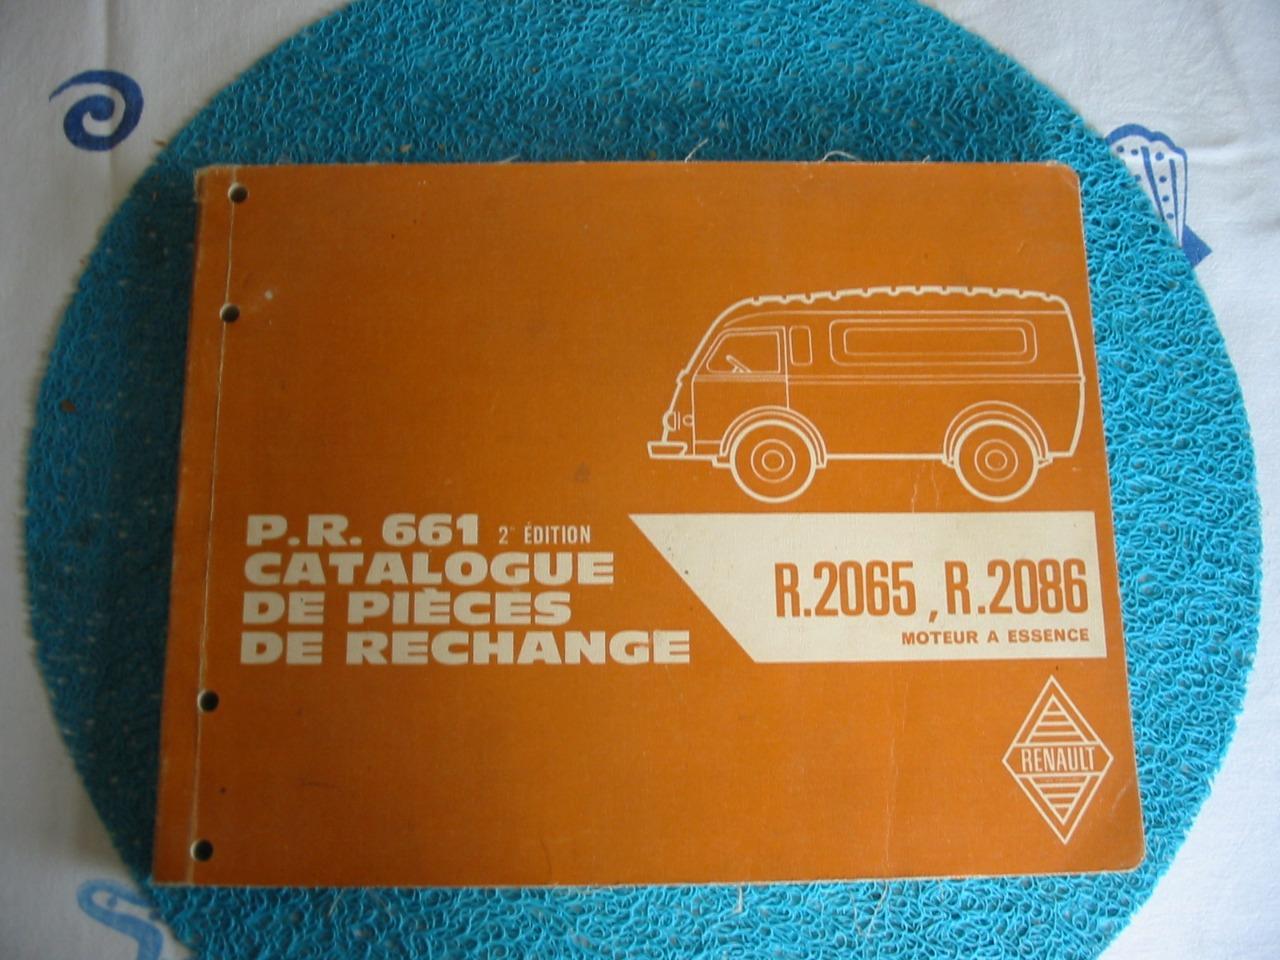 P.R. 661 2ᵉ ÉDITION
CATALOGUE
DE PIÈCES
DE RECHANGE
R.2065, R.2086
MOTEUR A ESSENCE
RENAULT